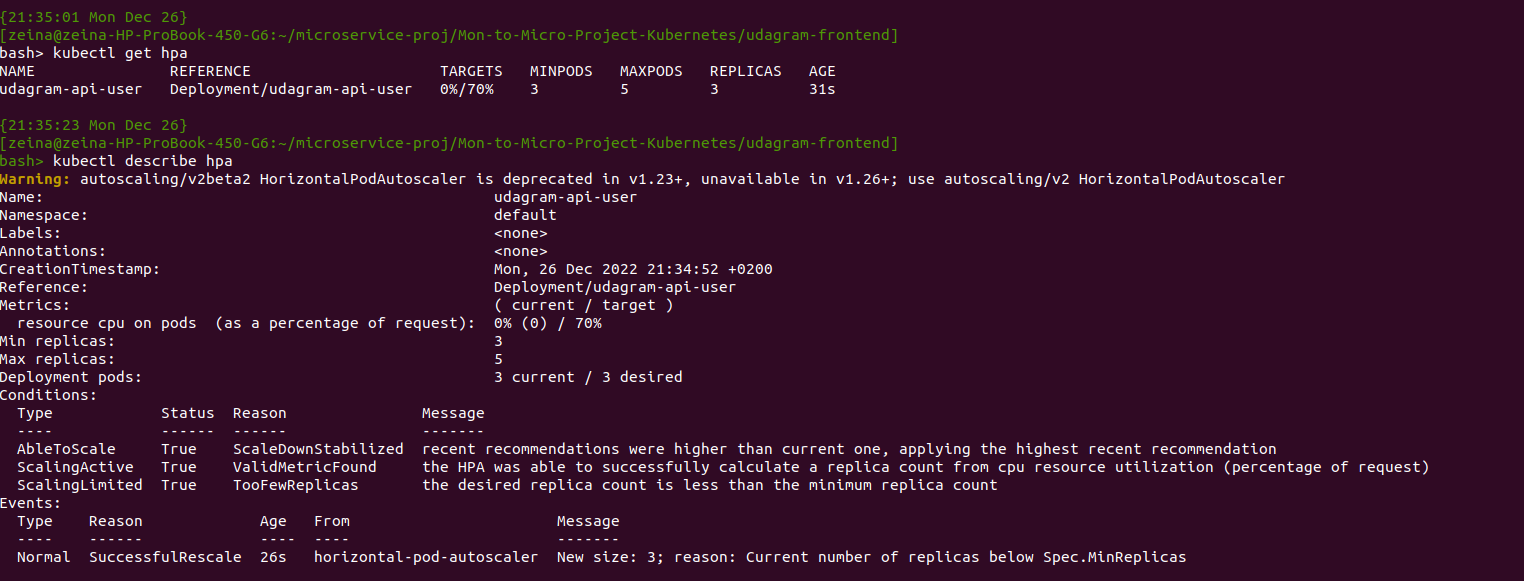 {21:35:01 Mon Dec 26}
[zeina@zeina-HP-ProBook-450-G6:~/microservice-proj/Mon-to-Micro-Project-Kubernetes/udagram-frontend]
bash> kubectl get hpa
NAME               REFERENCE                     TARGETS   MINPODS   MAXPODS   REPLICAS   AGE
udagram-api-user   Deployment/udagram-api-user   0%/70%    3         5         3          31s

{21:35:23 Mon Dec 26}
[zeina@zeina-HP-ProBook-450-G6:~/microservice-proj/Mon-to-Micro-Project-Kubernetes/udagram-frontend]
bash> kubectl describe hpa
Warning: autoscaling/v2beta2 HorizontalPodAutoscaler is deprecated in v1.23+, unavailable in v1.26+; use autoscaling/v2 HorizontalPodAutoscaler
Name:                                                  udagram-api-user
Namespace:                                             default
Labels:                                                <none>
Annotations:                                           <none>
CreationTimestamp:                                     Mon, 26 Dec 2022 21:34:52 +0200
Reference:                                             Deployment/udagram-api-user
Metrics:                                               ( current / target )
  resource cpu on pods  (as a percentage of request):  0% (0) / 70%
Min replicas:                                          3
Max replicas:                                          5
Deployment pods:                                       3 current / 3 desired
Conditions:
  Type            Status  Reason               Message
  ----            ------  ------               -------
  AbleToScale     True    ScaleDownStabilized  recent recommendations were higher than current one, applying the highest recent recommendation
  ScalingActive   True    ValidMetricFound     the HPA was able to successfully calculate a replica count from cpu resource utilization (percentage of request)
  ScalingLimited  True    TooFewReplicas       the desired replica count is less than the minimum replica count
Events:
  Type    Reason             Age   From                       Message
  ----    ------             ----  ----                       -------
  Normal  SuccessfulRescale  26s   horizontal-pod-autoscaler  New size: 3; reason: Current number of replicas below Spec.MinReplicas